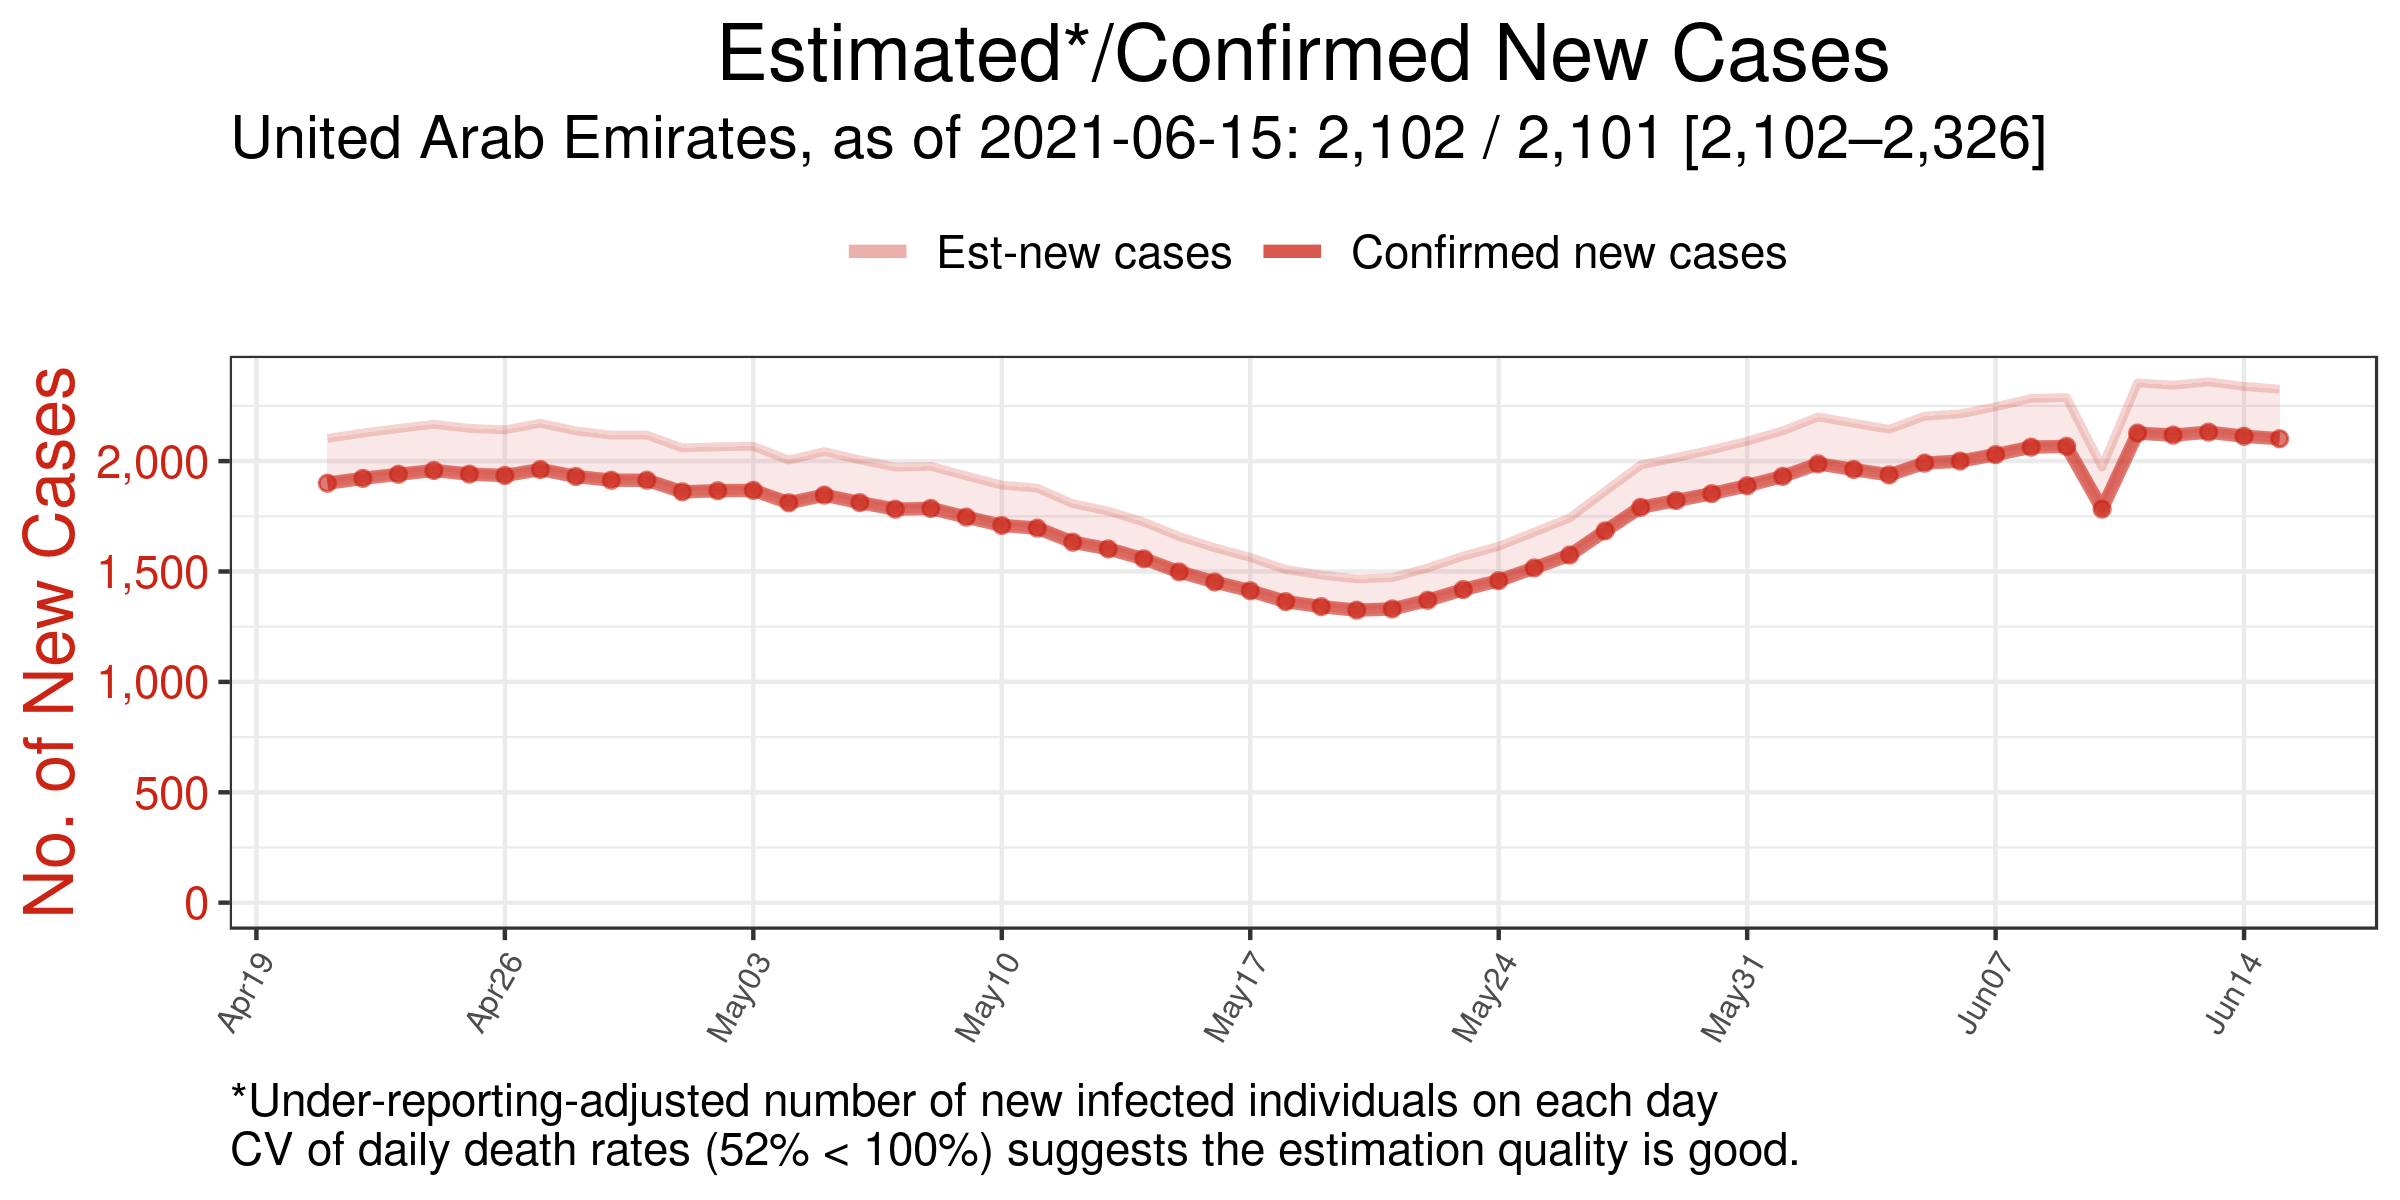 Estimated*/Confirmed New Cases
United Arab Emirates, as of 2021-06-15: 2,102 / 2,101 [2,102–2,326]
Est-new cases Confirmed new cases
No. of New Cases
2,000
1,500
1,000
500
0
Apr19 Apr26 May03 May10 May17 May24 May31 Jun07 Jun14
*Under-reporting-adjusted number of new infected individuals on each day
CV of daily death rates (52% < 100%) suggests the estimation quality is good.